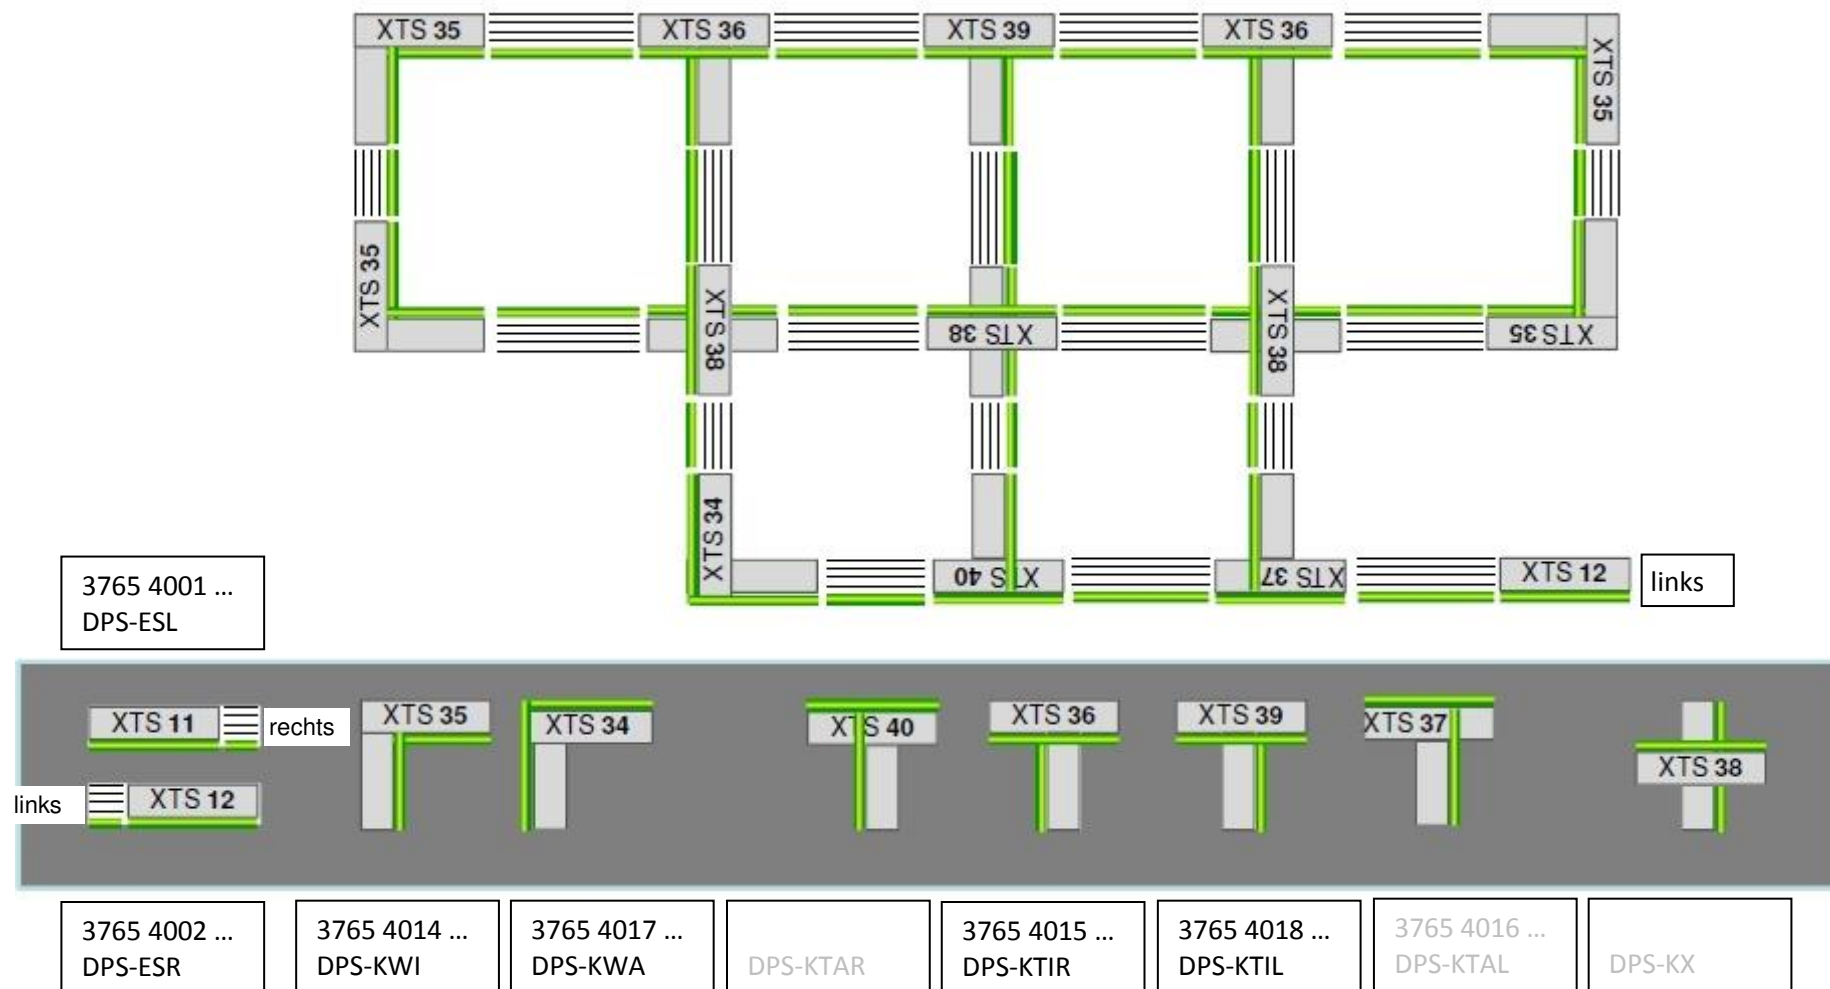 XTS 35
XTS 36
XTS 39
XTS 36
XTS 35
XTS 35
XTS 38
XTS 38
XTS 38
XTS 35
XTS 34
XTS 40
XTS 37
XTS 12
links
3765 4001 ...
DPS-ESL
XTS 11
rechts
XTS 35
XTS 34
XTS 40
XTS 36
XTS 39
XTS 37
XTS 38
links
XTS 12
3765 4002 ...
DPS-ESR
3765 4014 ...
DPS-KWI
3765 4017 ...
DPS-KWA
DPS-KTAR
3765 4015 ...
DPS-KTIR
3765 4018 ...
DPS-KTIL
3765 4016 ...
DPS-KTAL
DPS-KX